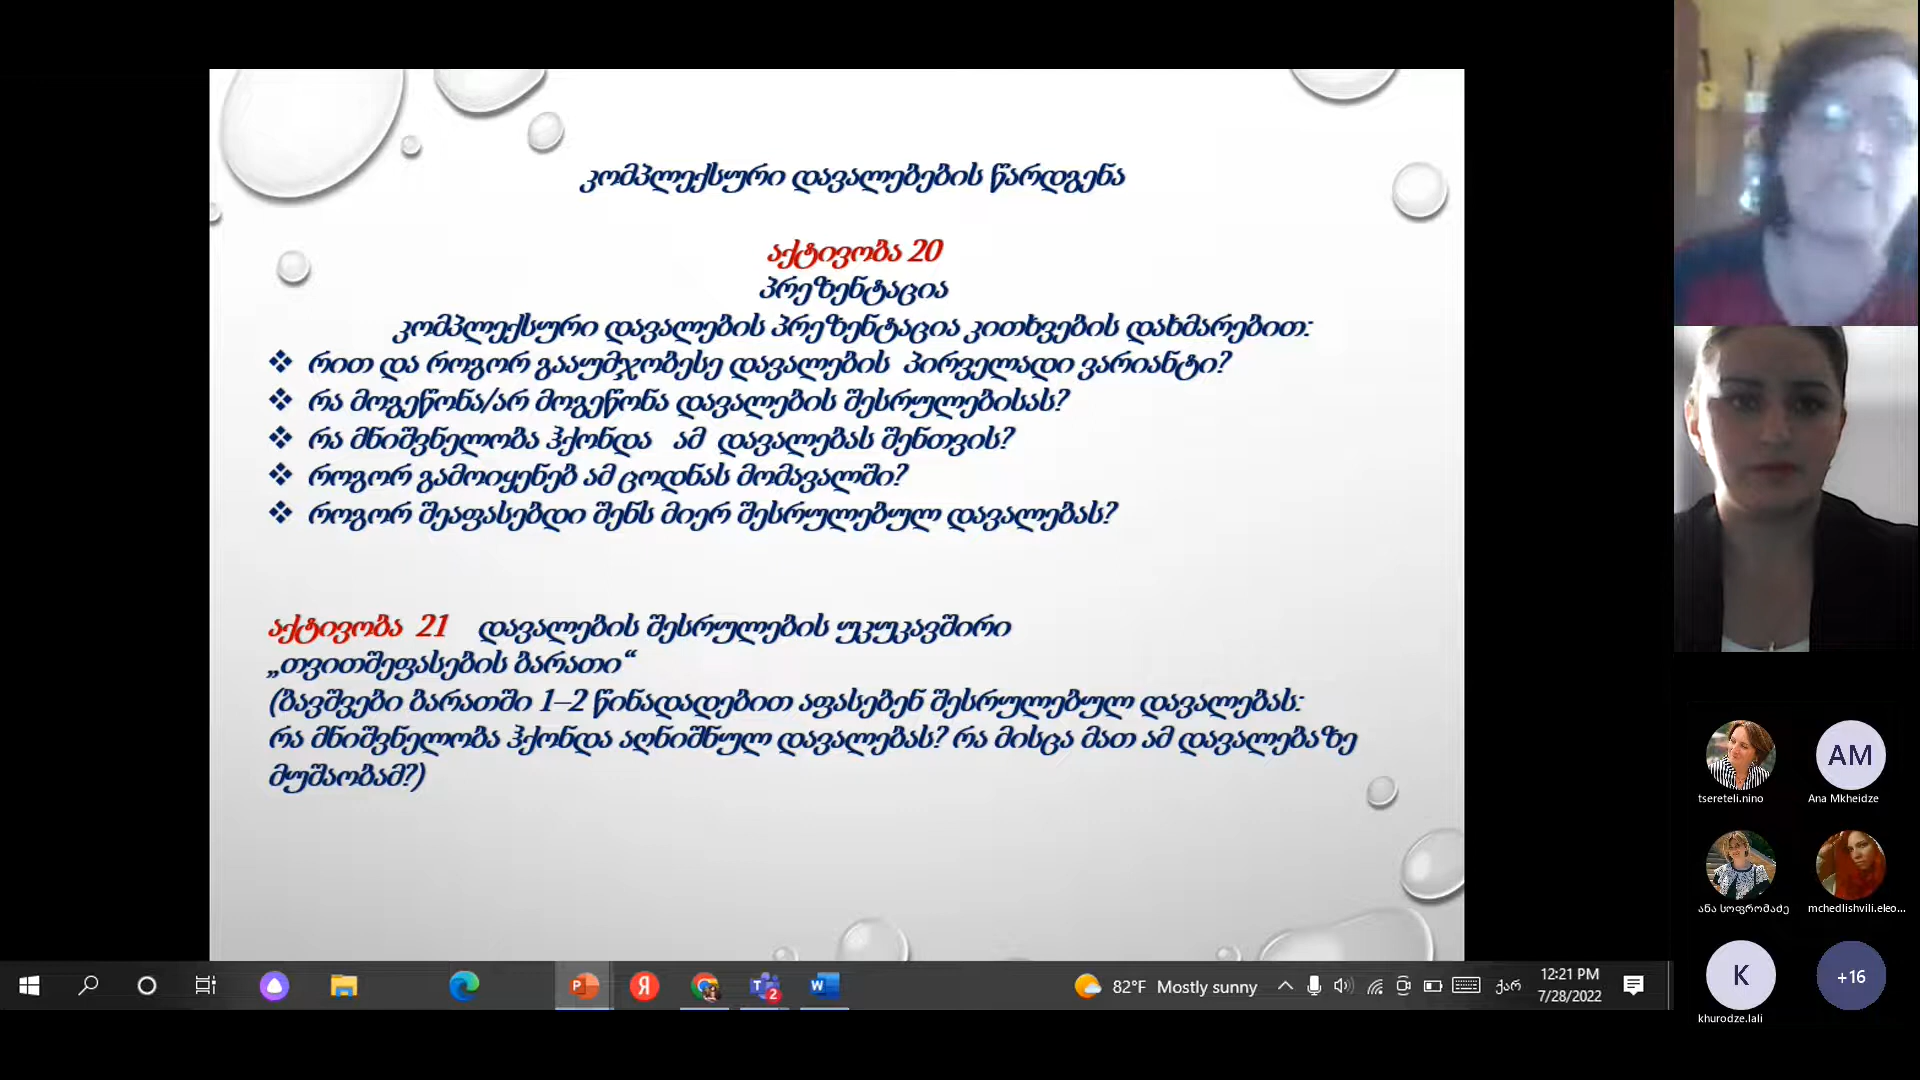 კომპლექსური დავალებების წარდგენა
აქტივობა 20
პრეზენტაცია
კომპლექსური დავალების პრეზენტაცია კითხვების დახმარებით:
❖ რით და როგორ გააუმჯობესე დავალების პირველადი ვარიანტი?
❖ რა მოგეწონა/არ მოგეწონა დავალების შესრულებისას?
❖ რა მნიშვნელობა ჰქონდა ამ დავალებას შენთვის?
❖ როგორ გამოიყენებ ამ ცოდნას მომავალში?
❖ როგორ შეაფასებდი შენს მიერ შესრულებულ დავალებას?
აქტივობა 21 დავალების შესრულების უკუკავშირი
„თვითშეფასების ბარათი“
(ბავშვები ბარათში 1–2 წინადადებით აფასებენ შესრულებულ დავალებას:
რა მნიშვნელობა ჰქონდა აღნიშნულ დავალებას? რა მისცა მათ ამ დავალებაზე
მუშაობამ?)
tsereteli.nino
AM
Ana Mkheidze
ანა სოფრომაძე
mchedlishvili.eleo...
K
khurodze.lali
+16
82°F Mostly sunny
ქარ
12:21 PM
7/28/2022